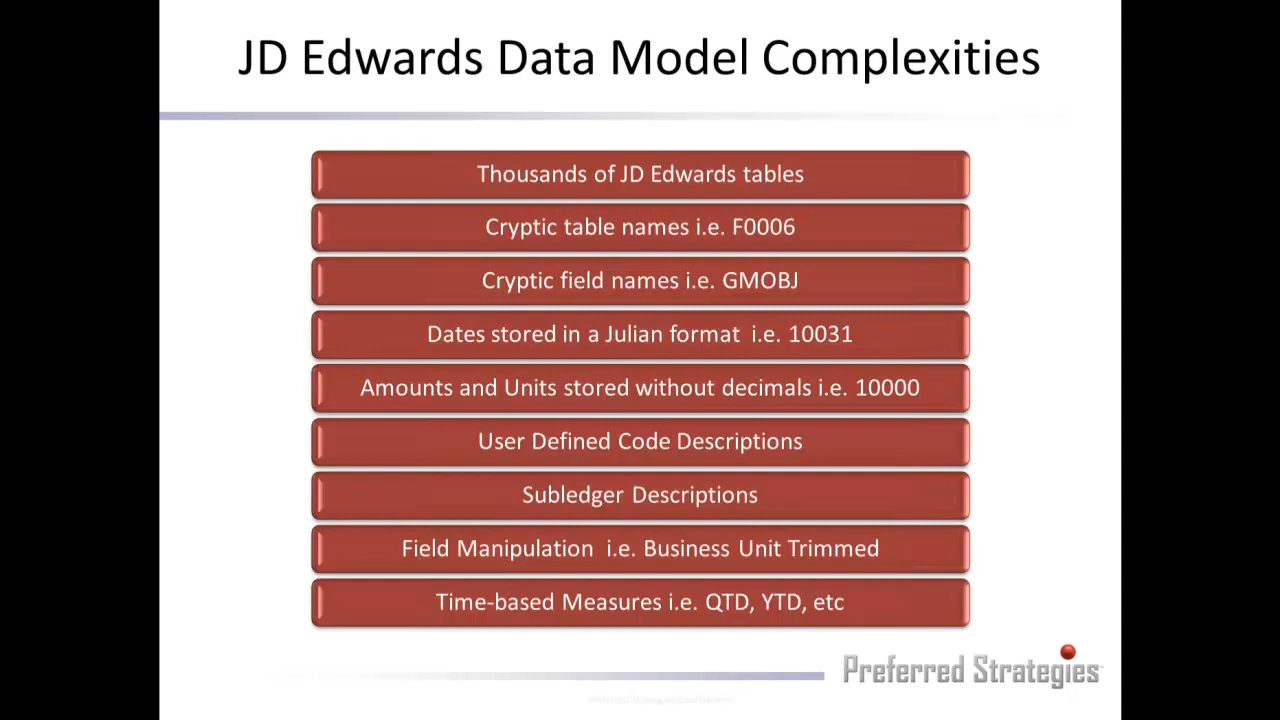 JD Edwards Data Model Complexities
Thousands of JD Edwards tables
Cryptic table names i.e. F0006
Cryptic field names i.e. GMOBJ
Dates stored in a Julian format i.e. 10031
Amounts and Units stored without decimals i.e. 10000
User Defined Code Descriptions
Subledger Descriptions
Field Manipulation i.e. Business Unit Trimmed
Time-based Measures i.e. QTD, YTD, etc
Preferred Strategies